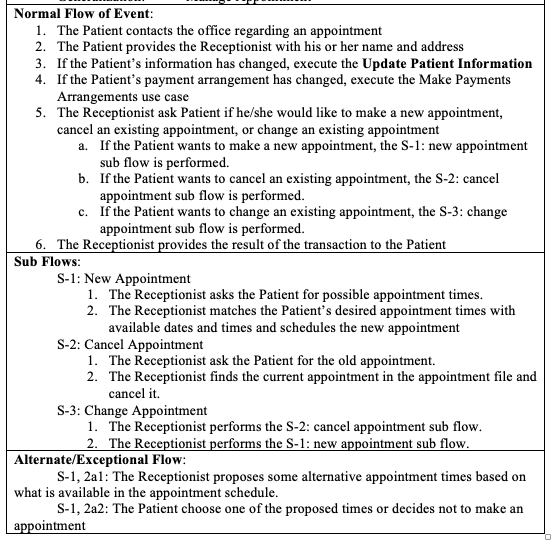 Normal Flow of Event:
1. The Patient contacts the office regarding an appointment
2. The Patient provides the Receptionist with his or her name and address
3. If the Patient's information has changed, execute the Update Patient Information
4. If the Patient's payment arrangement has changed, execute the Make Payments
Arrangements use case
5. The Receptionist ask Patient if he/she would like to make a new appointment,
cancel an existing appointment, or change an existing appointment
a. If the Patient wants to make a new appointment, the S-1: new appointment
sub flow is performed.
b. If the Patient wants to cancel an existing appointment, the S-2: cancel
appointment sub flow is performed.
c. If the Patient wants to change an existing appointment, the S-3: change
appointment sub flow is performed.
6. The Receptionist provides the result of the transaction to the Patient
Sub Flows:
S-1: New Appointment
1. The Receptionist asks the Patient for possible appointment times.
2. The Receptionist matches the Patient's desired appointment times with
available dates and times and schedules the new appointment
S-2: Cancel Appointment
1. The Receptionist ask the Patient for the old appointment.
2. The Receptionist finds the current appointment in the appointment file and
cancel it.
S-3: Change Appointment
1. The Receptionist performs the S-2: cancel appointment sub flow.
2. The Receptionist performs the S-1: new appointment sub flow.
Alternate/Exceptional Flow:
S-1, 2a1: The Receptionist proposes some alternative appointment times based on
what is available in the appointment schedule.
S-1, 2a2: The Patient choose one of the proposed times or decides not to make an
appointment